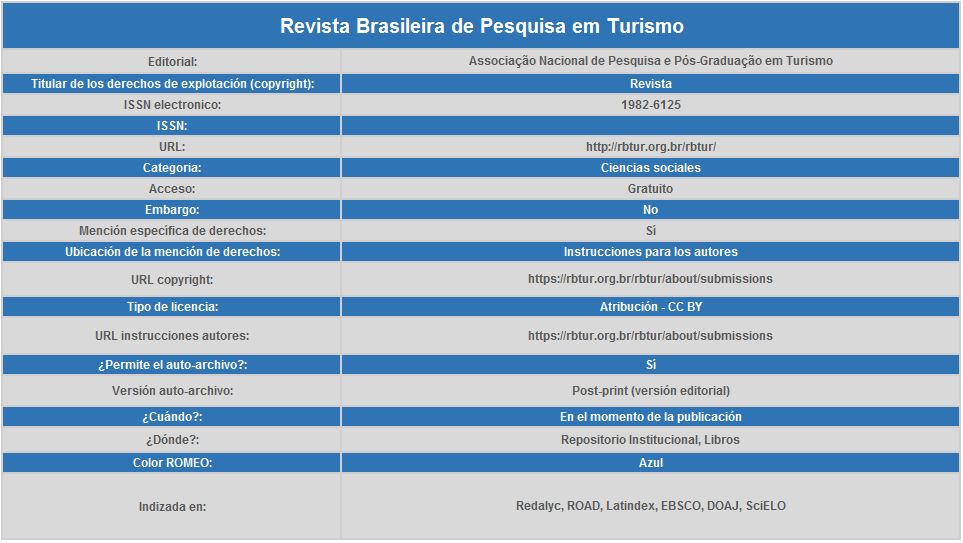 Revista Brasileira de Pesquisa em Turismo
Editorial: Associação Nacional de Pesquisa e Pós-Graduação em Turismo
Titular de los derechos de explotación (copyright): Revista
ISSN electronico: 1982-6125
ISSN:
URL: http://rbtur.org.br/rbtur/
Categoria: Ciencias sociales
Acceso: Gratuito
Embargo: No
Mención específica de derechos: Sí
Ubicación de la mención de derechos: Instrucciones para los autores
URL copyright: https://rbtur.org.br/rbtur/about/submissions
Tipo de licencia: Atribución - CC BY
URL instrucciones autores: https://rbtur.org.br/rbtur/about/submissions
¿Permite el auto-archivo?: Sí
Versión auto-archivo: Post-print (versión editorial)
¿Cuándo?: En el momento de la publicación
¿Dónde?: Repositorio Institucional, Libros
Color ROMEO: Azul
Indizada en: Redalyc, ROAD, Latindex, EBSCO, DOAJ, SciELO